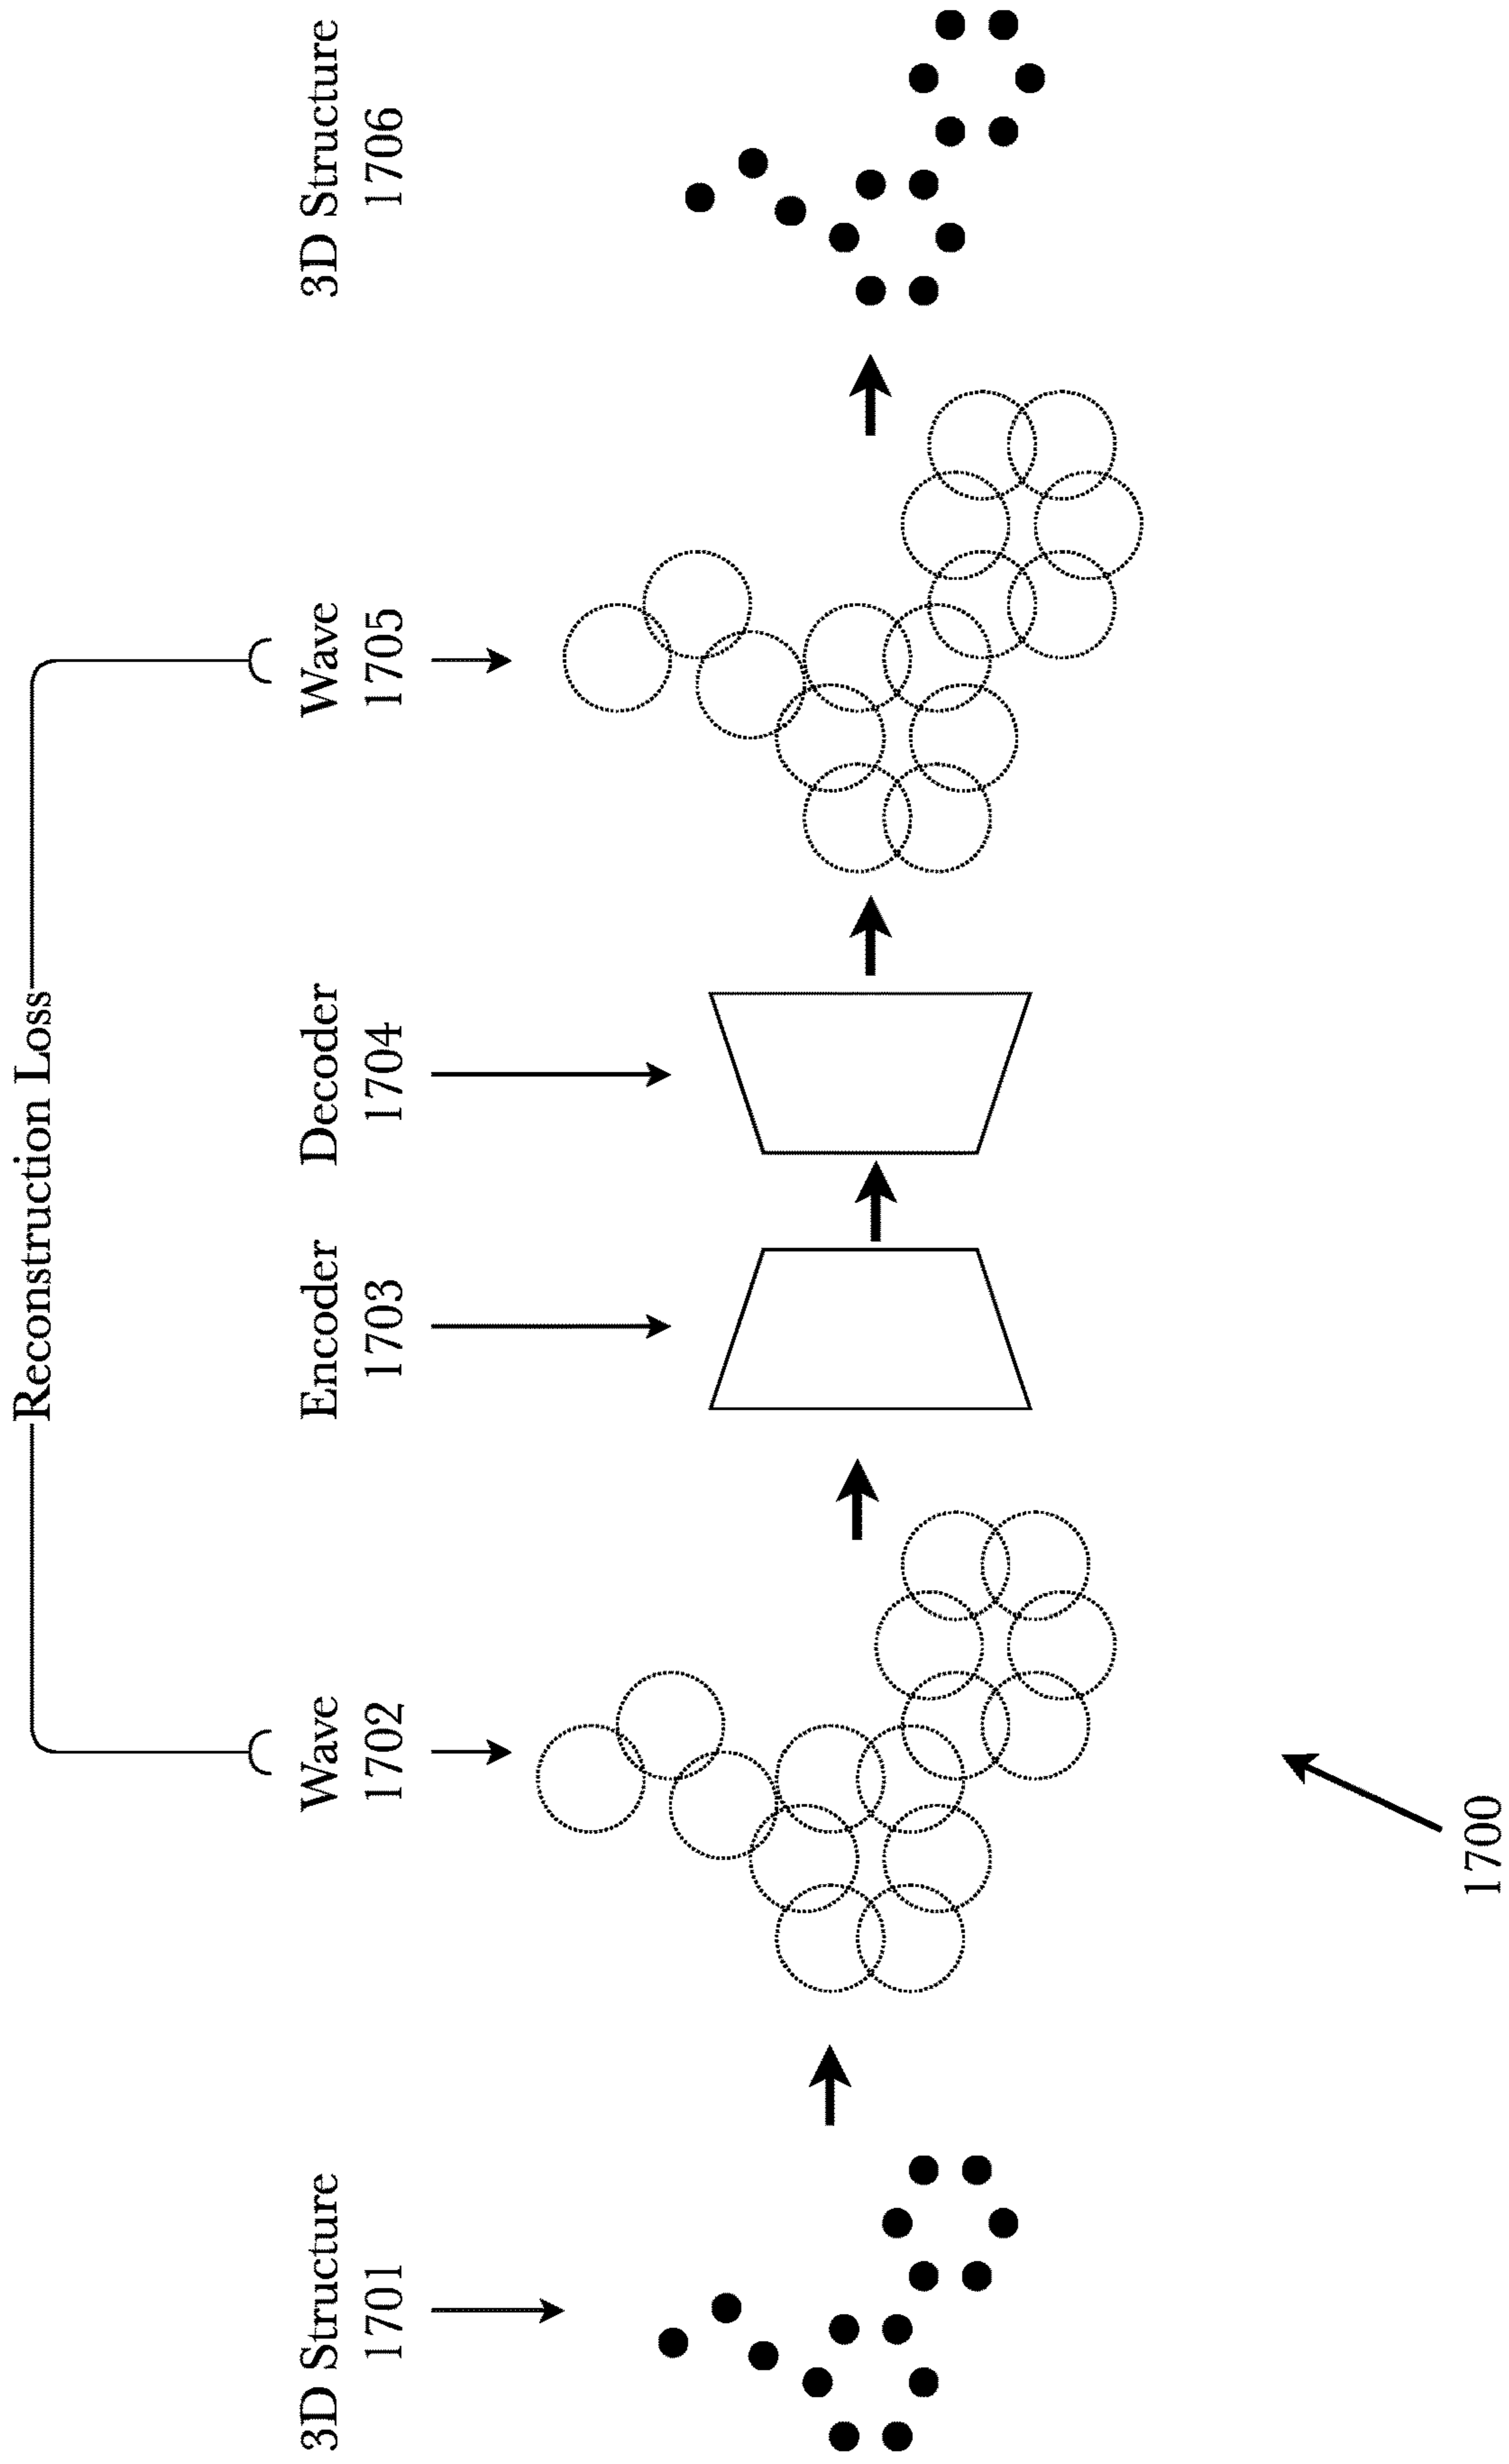 Reconstruction Loss
3D Structure
1701
Wave
1702
Encoder
1703
Decoder
1704
Wave
1705
3D Structure
1706
1700